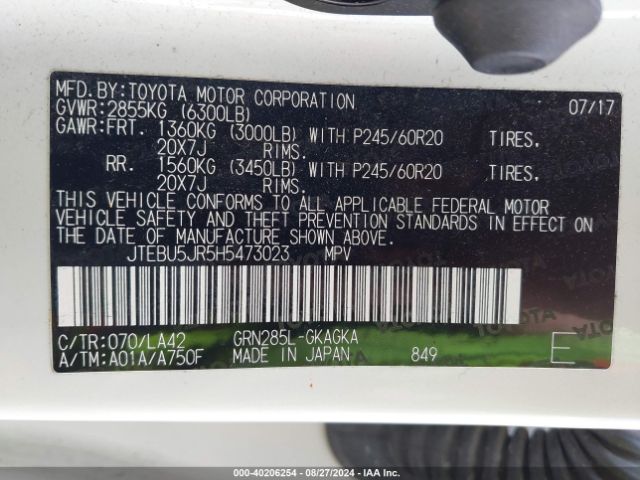 MFD.BY:TOYOTA MOTOR CORPORATION 07/17
GVWR:2855KG (6300LB)
GAWR:FRT. 1360KG (3000LB) WITH P245/60R20 TIRES.
20X7J RIMS.
RR. 1560KG (3450LB) WITH P245/60R20 TIRES.
20X7J RIMS.
THIS VEHICLE CONFORMS TO ALL APPLICABLE FEDERAL MOTOR
VEHICLE SAFETY AND THEFT PREVENTION STANDARDS IN EFFECT ON
THE DATE OF MANUFACTURE SHOWN ABOVE.
JTEBU5JR5H5473023 MPV
C/TR:070/LA42 GRN285L-GKAGKA
A/TM:A01A/A750F MADE IN JAPAN 849 E
000-40206254 - 08/27/2024 - IAA Inc.